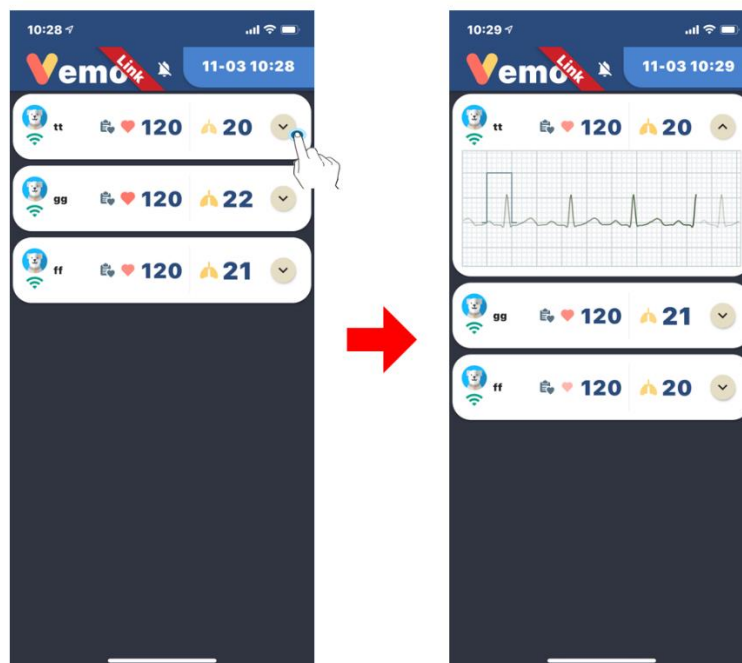 10:28
Vemo
Link
11-03 10:28
tt 120 20
gg 120 22
ff 120 21
10:29
Vemo
Link
11-03 10:29
tt 120 20
gg 120 21
ff 120 20